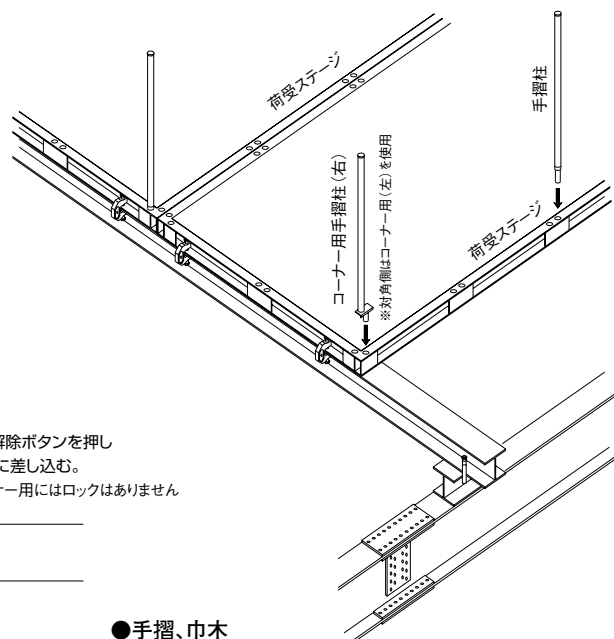 荷受ステージ
手摺柱
コーナー用手摺柱(右)
※対角側はコーナー用(左)を使用
荷受ステージ
解除ボタンを押し
に差し込む。
ナー用にはロックはありません
●手摺、巾木